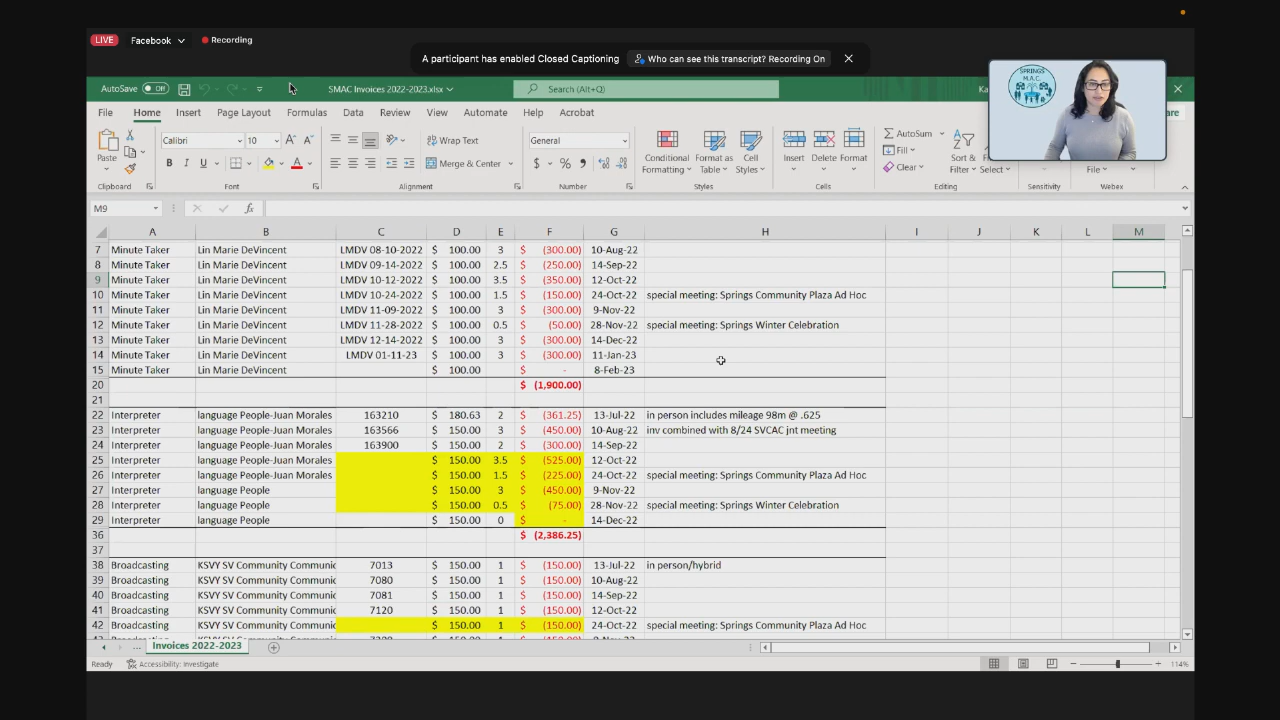 LIVE Facebook Recording
A participant has enabled Closed Captioning Who can see this transcript? Recording On
SPRINGS
M.A.C.
AutoSave Off SMAC Invoices 2022-2023.xlsx Search (Alt+Q) Ka
File Home Insert Page Layout Formulas Data Review View Automate Help Acrobat are
Paste Calibri 10 Wrap Text General Conditional Formatting Format as Table Cell Styles Insert Delete Format AutoSum Sort & Filter
B I U Merge & Center $ % Fill Select File
Clear
Clipboard Font Alignment Number Styles Cells Editing Sensitivity Webex
M9 fx
A B C D E F G H I J K L M
7 Minute Taker Lin Marie DeVincent LMDV 08-10-2022 $ 100.00 3 $ (300.00) 10-Aug-22
8 Minute Taker Lin Marie DeVincent LMDV 09-14-2022 $ 100.00 2.5 $ (250.00) 14-Sep-22
9 Minute Taker Lin Marie DeVincent LMDV 10-12-2022 $ 100.00 3.5 $ (350.00) 12-Oct-22
10 Minute Taker Lin Marie DeVincent LMDV 10-24-2022 $ 100.00 1.5 $ (150.00) 24-Oct-22 special meeting: Springs Community Plaza Ad Hoc
11 Minute Taker Lin Marie DeVincent LMDV 11-09-2022 $ 100.00 3 $ (300.00) 9-Nov-22
12 Minute Taker Lin Marie DeVincent LMDV 11-28-2022 $ 100.00 0.5 $ (50.00) 28-Nov-22 special meeting: Springs Winter Celebration
13 Minute Taker Lin Marie DeVincent LMDV 12-14-2022 $ 100.00 3 $ (300.00) 14-Dec-22
14 Minute Taker Lin Marie DeVincent LMDV 01-11-23 $ 100.00 3 $ (300.00) 11-Jan-23
15 Minute Taker Lin Marie DeVincent $ 100.00 $ - 8-Feb-23
20 $ (1,900.00)
21
22 Interpreter language People-Juan Morales 163210 $ 180.63 2 $ (361.25) 13-Jul-22 in person includes mileage 98m @ .625
23 Interpreter language People-Juan Morales 163566 $ 150.00 3 $ (450.00) 10-Aug-22 inv combined with 8/24 SVCAC jnt meeting
24 Interpreter language People-Juan Morales 163900 $ 150.00 2 $ (300.00) 14-Sep-22
25 Interpreter language People-Juan Morales $ 150.00 3.5 $ (525.00) 12-Oct-22
26 Interpreter language People-Juan Morales $ 150.00 1.5 $ (225.00) 24-Oct-22 special meeting: Springs Community Plaza Ad Hoc
27 Interpreter language People $ 150.00 3 $ (450.00) 9-Nov-22
28 Interpreter language People $ 150.00 0.5 $ (75.00) 28-Nov-22 special meeting: Springs Winter Celebration
29 Interpreter language People $ 150.00 0 $ - 14-Dec-22
36 $ (2,386.25)
37
38 Broadcasting KSVY SV Community Communic 7013 $ 150.00 1 $ (150.00) 13-Jul-22 in person/hybrid
39 Broadcasting KSVY SV Community Communic 7080 $ 150.00 1 $ (150.00) 10-Aug-22
40 Broadcasting KSVY SV Community Communic 7081 $ 150.00 1 $ (150.00) 14-Sep-22
41 Broadcasting KSVY SV Community Communic 7120 $ 150.00 1 $ (150.00) 12-Oct-22
42 Broadcasting KSVY SV Community Communic $ 150.00 1 $ (150.00) 24-Oct-22 special meeting: Springs Community Plaza Ad Hoc
... Invoices 2022-2023
Ready Accessibility: Investigate 114%